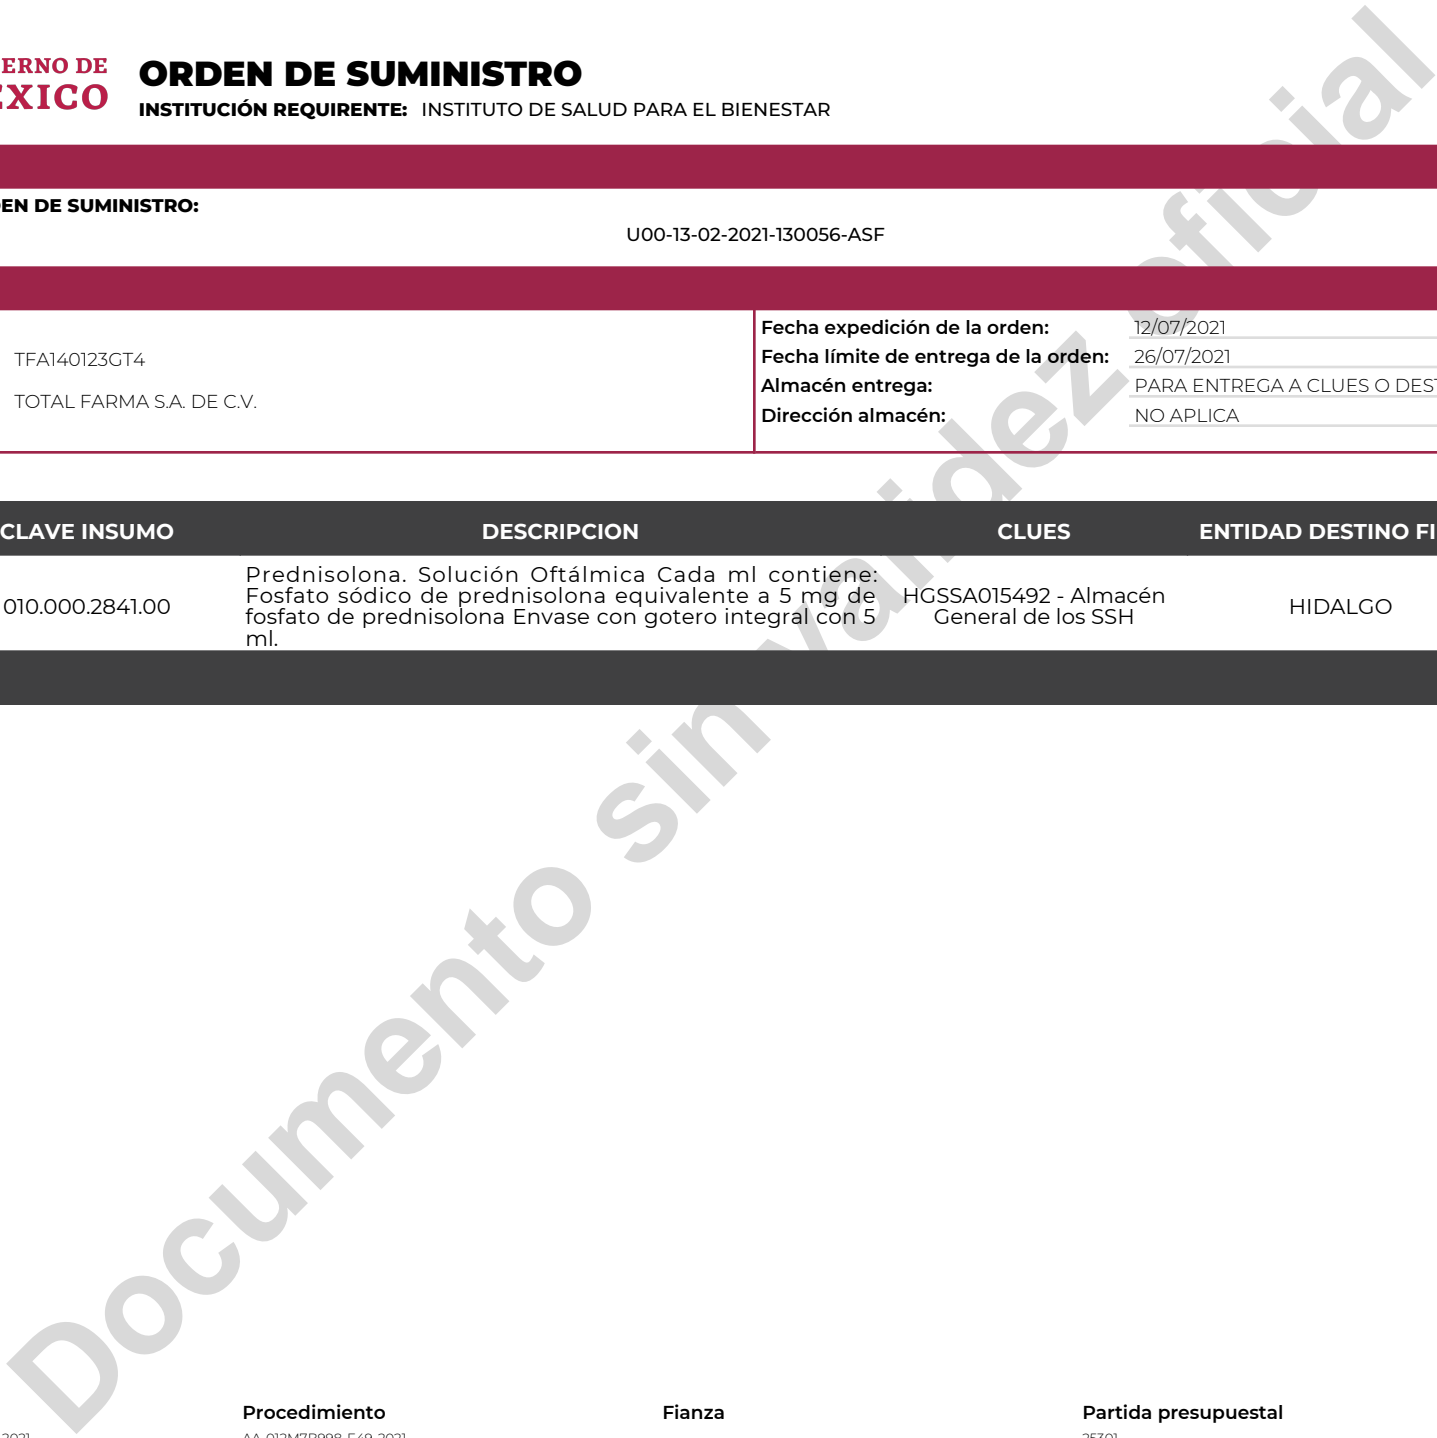 ORDEN DE SUMINISTRO
ERNO DE
INSTITUCIÓN REQUIRENTE: INSTITUTO DE SALUD PARA EL BIENESTAR
EN DE SUMINISTRO:
U00-13-02-2021-130056-ASF
TFA140123GT4
TOTAL FARMA S.A. DE C.V.
Fecha expedición de la orden: 12/07/2021
Fecha límite de entrega de la orden: 26/07/2021
Almacén entrega: PARA ENTREGA A CLUES O
Dirección almacén: NO APLICA
CLAVE INSUMO DESCRIPCION CLUES ENTIDAD DESTINO
010.000.2841.00
Prednisolona. Solución Oftálmica Cada ml contiene:
Fosfato sódico de prednisolona equivalente a 5 mg de
fosfato de prednisolona Envase con gotero integral con 5
ml.
HGSSA015492 - Almacén
General de los SSH
HIDALGO
Documento sin validez oficial
Procedimiento Fianza Partida presupuestal